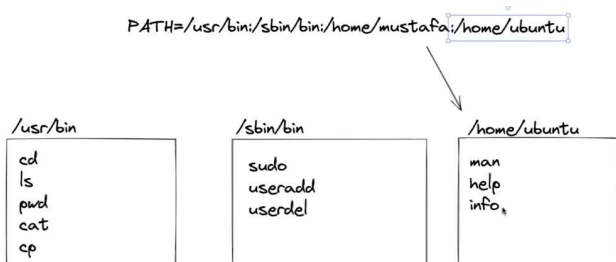 PATH=/usr/bin:/sbin/bin:/home/mustafa:/home/ubuntu
/usr/bin
cd
ls
pwd
cat
cp
/sbin/bin
sudo
useradd
userdel
/home/ubuntu
man
help
info